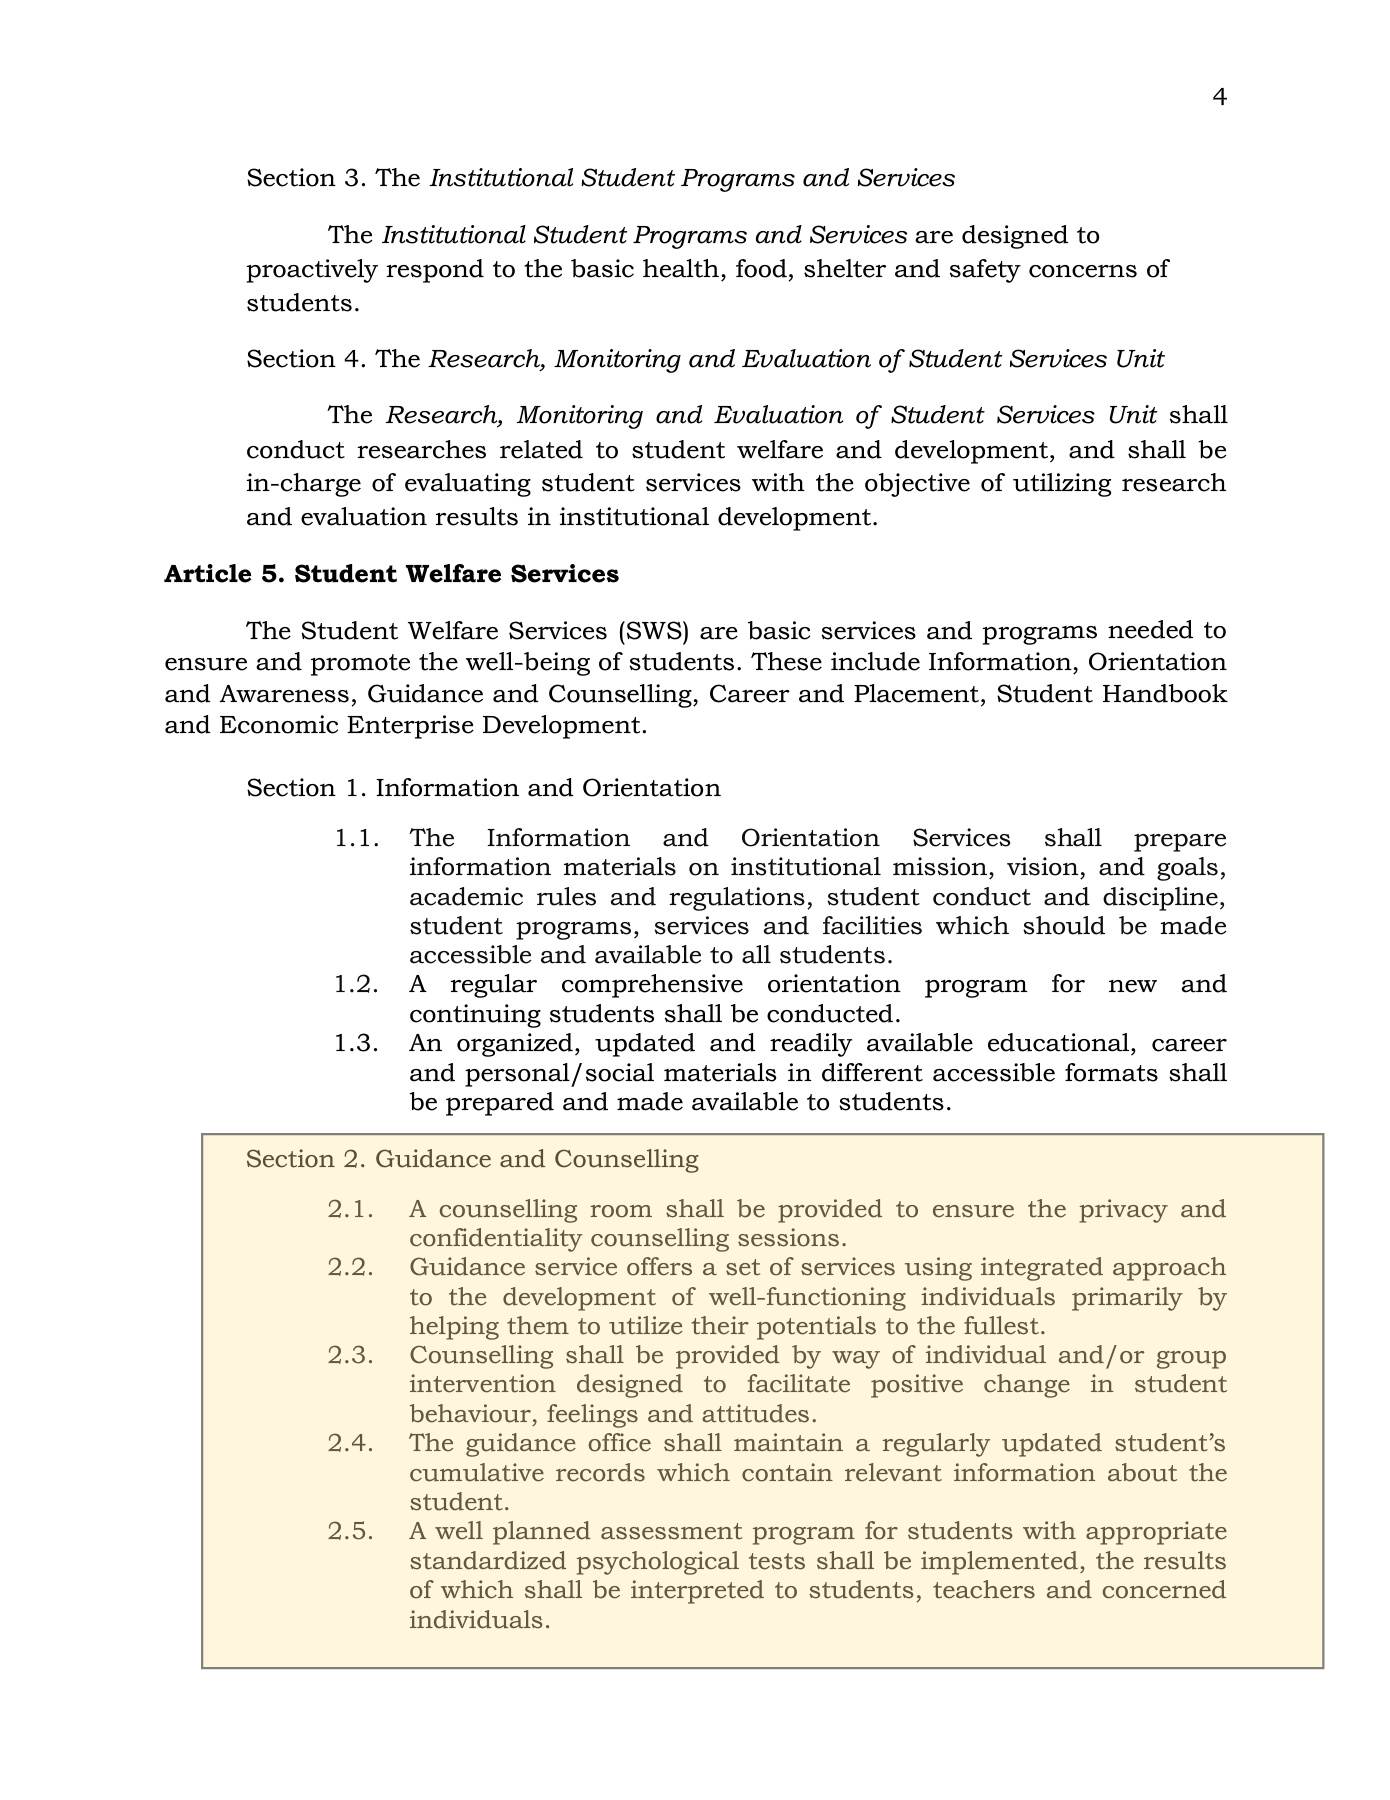 4
Section 3. The Institutional Student Programs and Services
The Institutional Student Programs and Services are designed to
proactively respond to the basic health, food, shelter and safety concerns of
students.
Section 4. The Research, Monitoring and Evaluation of Student Services Unit
The Research, Monitoring and Evaluation of Student Services Unit shall
conduct researches related to student welfare and development, and shall be
in-charge of evaluating student services with the objective of utilizing research
and evaluation results in institutional development.
Article 5. Student Welfare Services
The Student Welfare Services (SWS) are basic services and programs needed to
ensure and promote the well-being of students. These include Information, Orientation
and Awareness, Guidance and Counselling, Career and Placement, Student Handbook
and Economic Enterprise Development.
Section 1. Information and Orientation
1.1. The Information and Orientation Services shall prepare
information materials on institutional mission, vision, and goals,
academic rules and regulations, student conduct and discipline,
student programs, services and facilities which should be made
accessible and available to all students.
1.2. A regular comprehensive orientation program for new and
continuing students shall be conducted.
1.3. An organized, updated and readily available educational, career
and personal/social materials in different accessible formats shall
be prepared and made available to students.
Section 2. Guidance and Counselling
2.1. A counselling room shall be provided to ensure the privacy and
confidentiality counselling sessions.
2.2. Guidance service offers a set of services using integrated approach
to the development of well-functioning individuals primarily by
helping them to utilize their potentials to the fullest.
2.3. Counselling shall be provided by way of individual and/or group
intervention designed to facilitate positive change in student
behaviour, feelings and attitudes.
2.4. The guidance office shall maintain a regularly updated student’s
cumulative records which contain relevant information about the
student.
2.5. A well planned assessment program for students with appropriate
standardized psychological tests shall be implemented, the results
of which shall be interpreted to students, teachers and concerned
individuals.